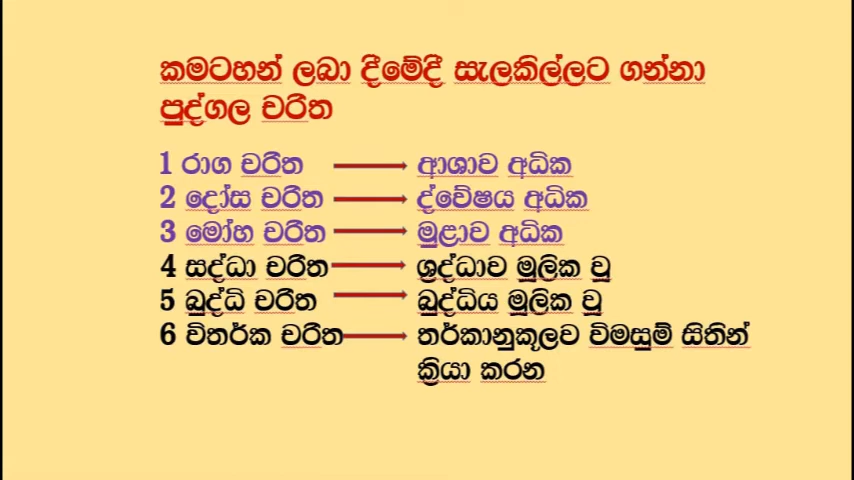 කමටහන් ලබා දීමේදී සැලකිල්ලට ගන්නා
පුද්ගල චරිත
1 රාග චරිත ආශාව අධික
2 දෝස චරිත ද්වේෂය අධික
3 මෝහ චරිත මුළාව අධික
4 සද්ධා චරිත ශ්‍රද්ධාව මූලික වූ
5 බුද්ධි චරිත බුද්ධිය මූලික වූ
6 විතර්ක චරිත තර්කානුකූලව විමසුම් සිතින්
ක්‍රියා කරන